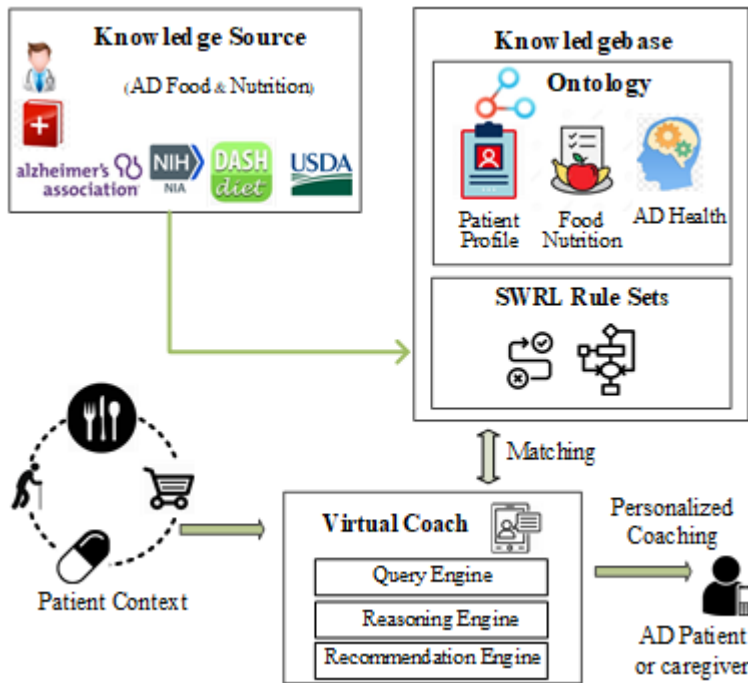 Knowledge Source
(AD Food & Nutrition)
alzheimer's
association®
NIH
NIA
DASH
diet
USDA
Knowledgebase
Ontology
Patient
Profile
Food
Nutrition
AD Health
SWRL Rule Sets
Matching
Patient Context
Virtual Coach
Query Engine
Reasoning Engine
Recommendation Engine
Personalized
Coaching
AD Patient
or caregiver